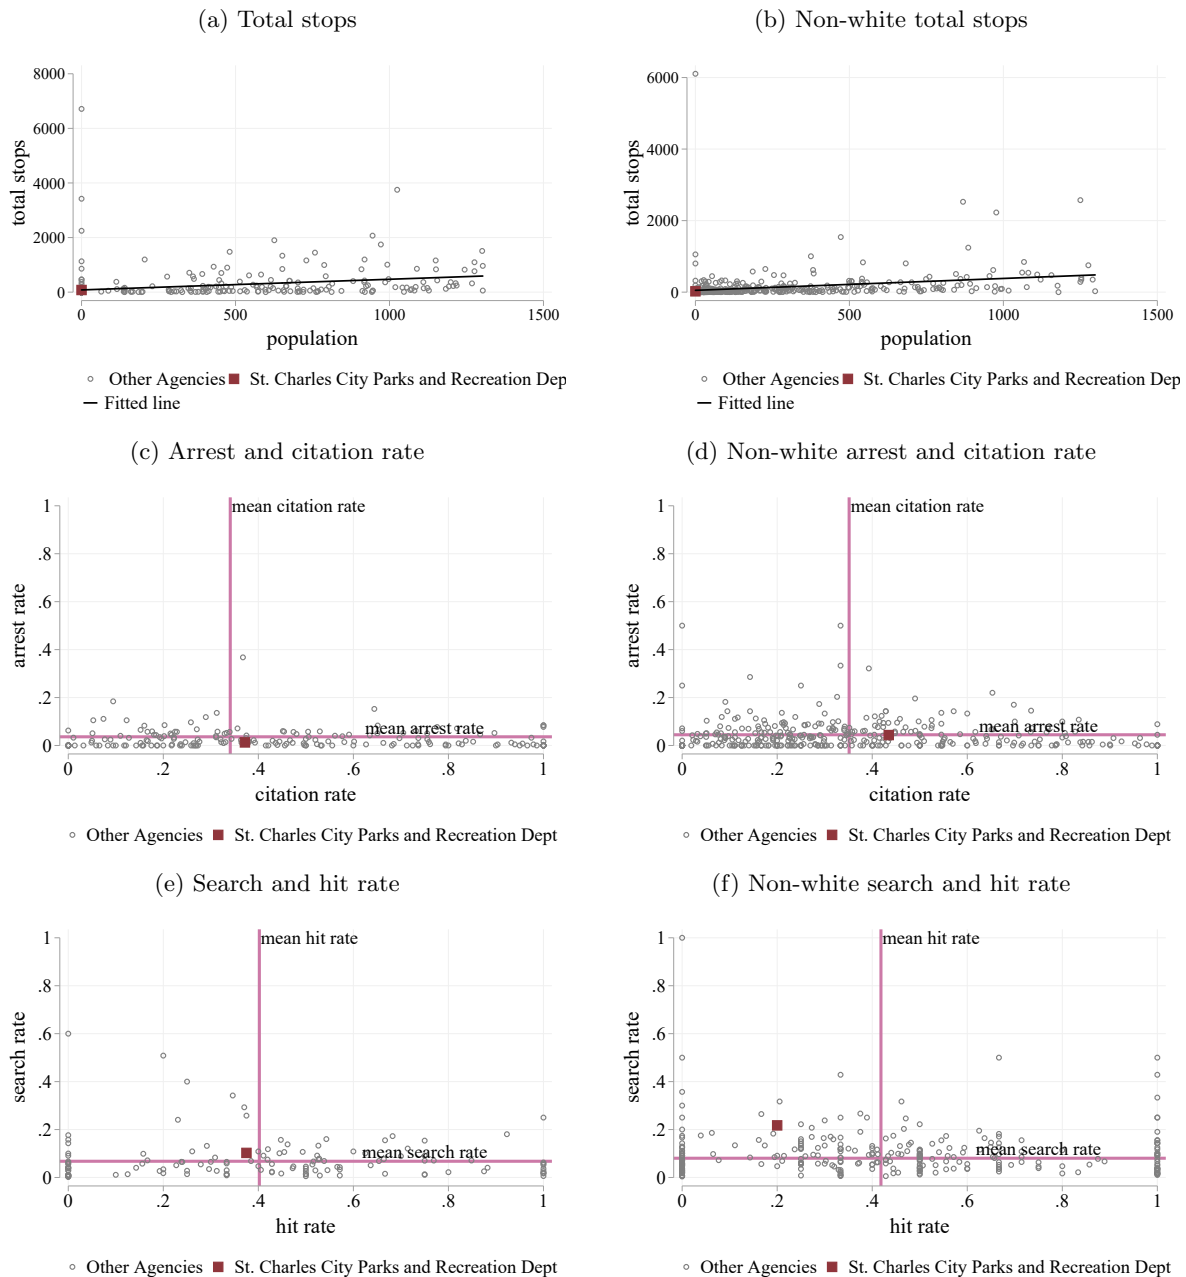 (a) Total stops
(b) Non-white total stops
8000
6000
4000
2000
0
total stops
0 500 1000 1500
population
Other Agencies St. Charles City Parks and Recreation Dep
Fitted line
6000
4000
2000
0
total stops
0 500 1000 1500
population
Other Agencies St. Charles City Parks and Recreation Dep
Fitted line
(c) Arrest and citation rate
(d) Non-white arrest and citation rate
1
.8
.6
.4
.2
0
arrest rate
mean citation rate
mean arrest rate
0 .2 .4 .6 .8 1
citation rate
Other Agencies St. Charles City Parks and Recreation Dept
1
.8
.6
.4
.2
0
arrest rate
mean citation rate
mean arrest rate
0 .2 .4 .6 .8 1
citation rate
Other Agencies St. Charles City Parks and Recreation Dept
(e) Search and hit rate
(f) Non-white search and hit rate
1
.8
.6
.4
.2
0
search rate
mean hit rate
mean search rate
0 .2 .4 .6 .8 1
hit rate
Other Agencies St. Charles City Parks and Recreation Dept
1
.8
.6
.4
.2
0
search rate
mean hit rate
mean search rate
0 .2 .4 .6 .8 1
hit rate
Other Agencies St. Charles City Parks and Recreation Dept